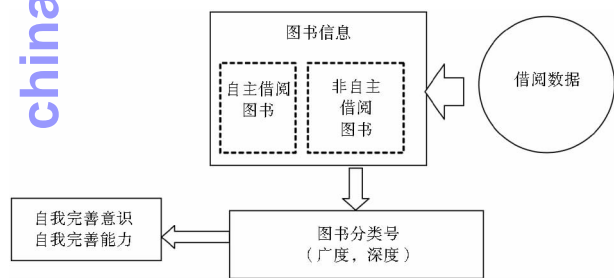 china
图书信息
自主借阅
图书
非自主
借阅
图书
借阅数据
图书分类号
（广度，深度）
自我完善意识
自我完善能力